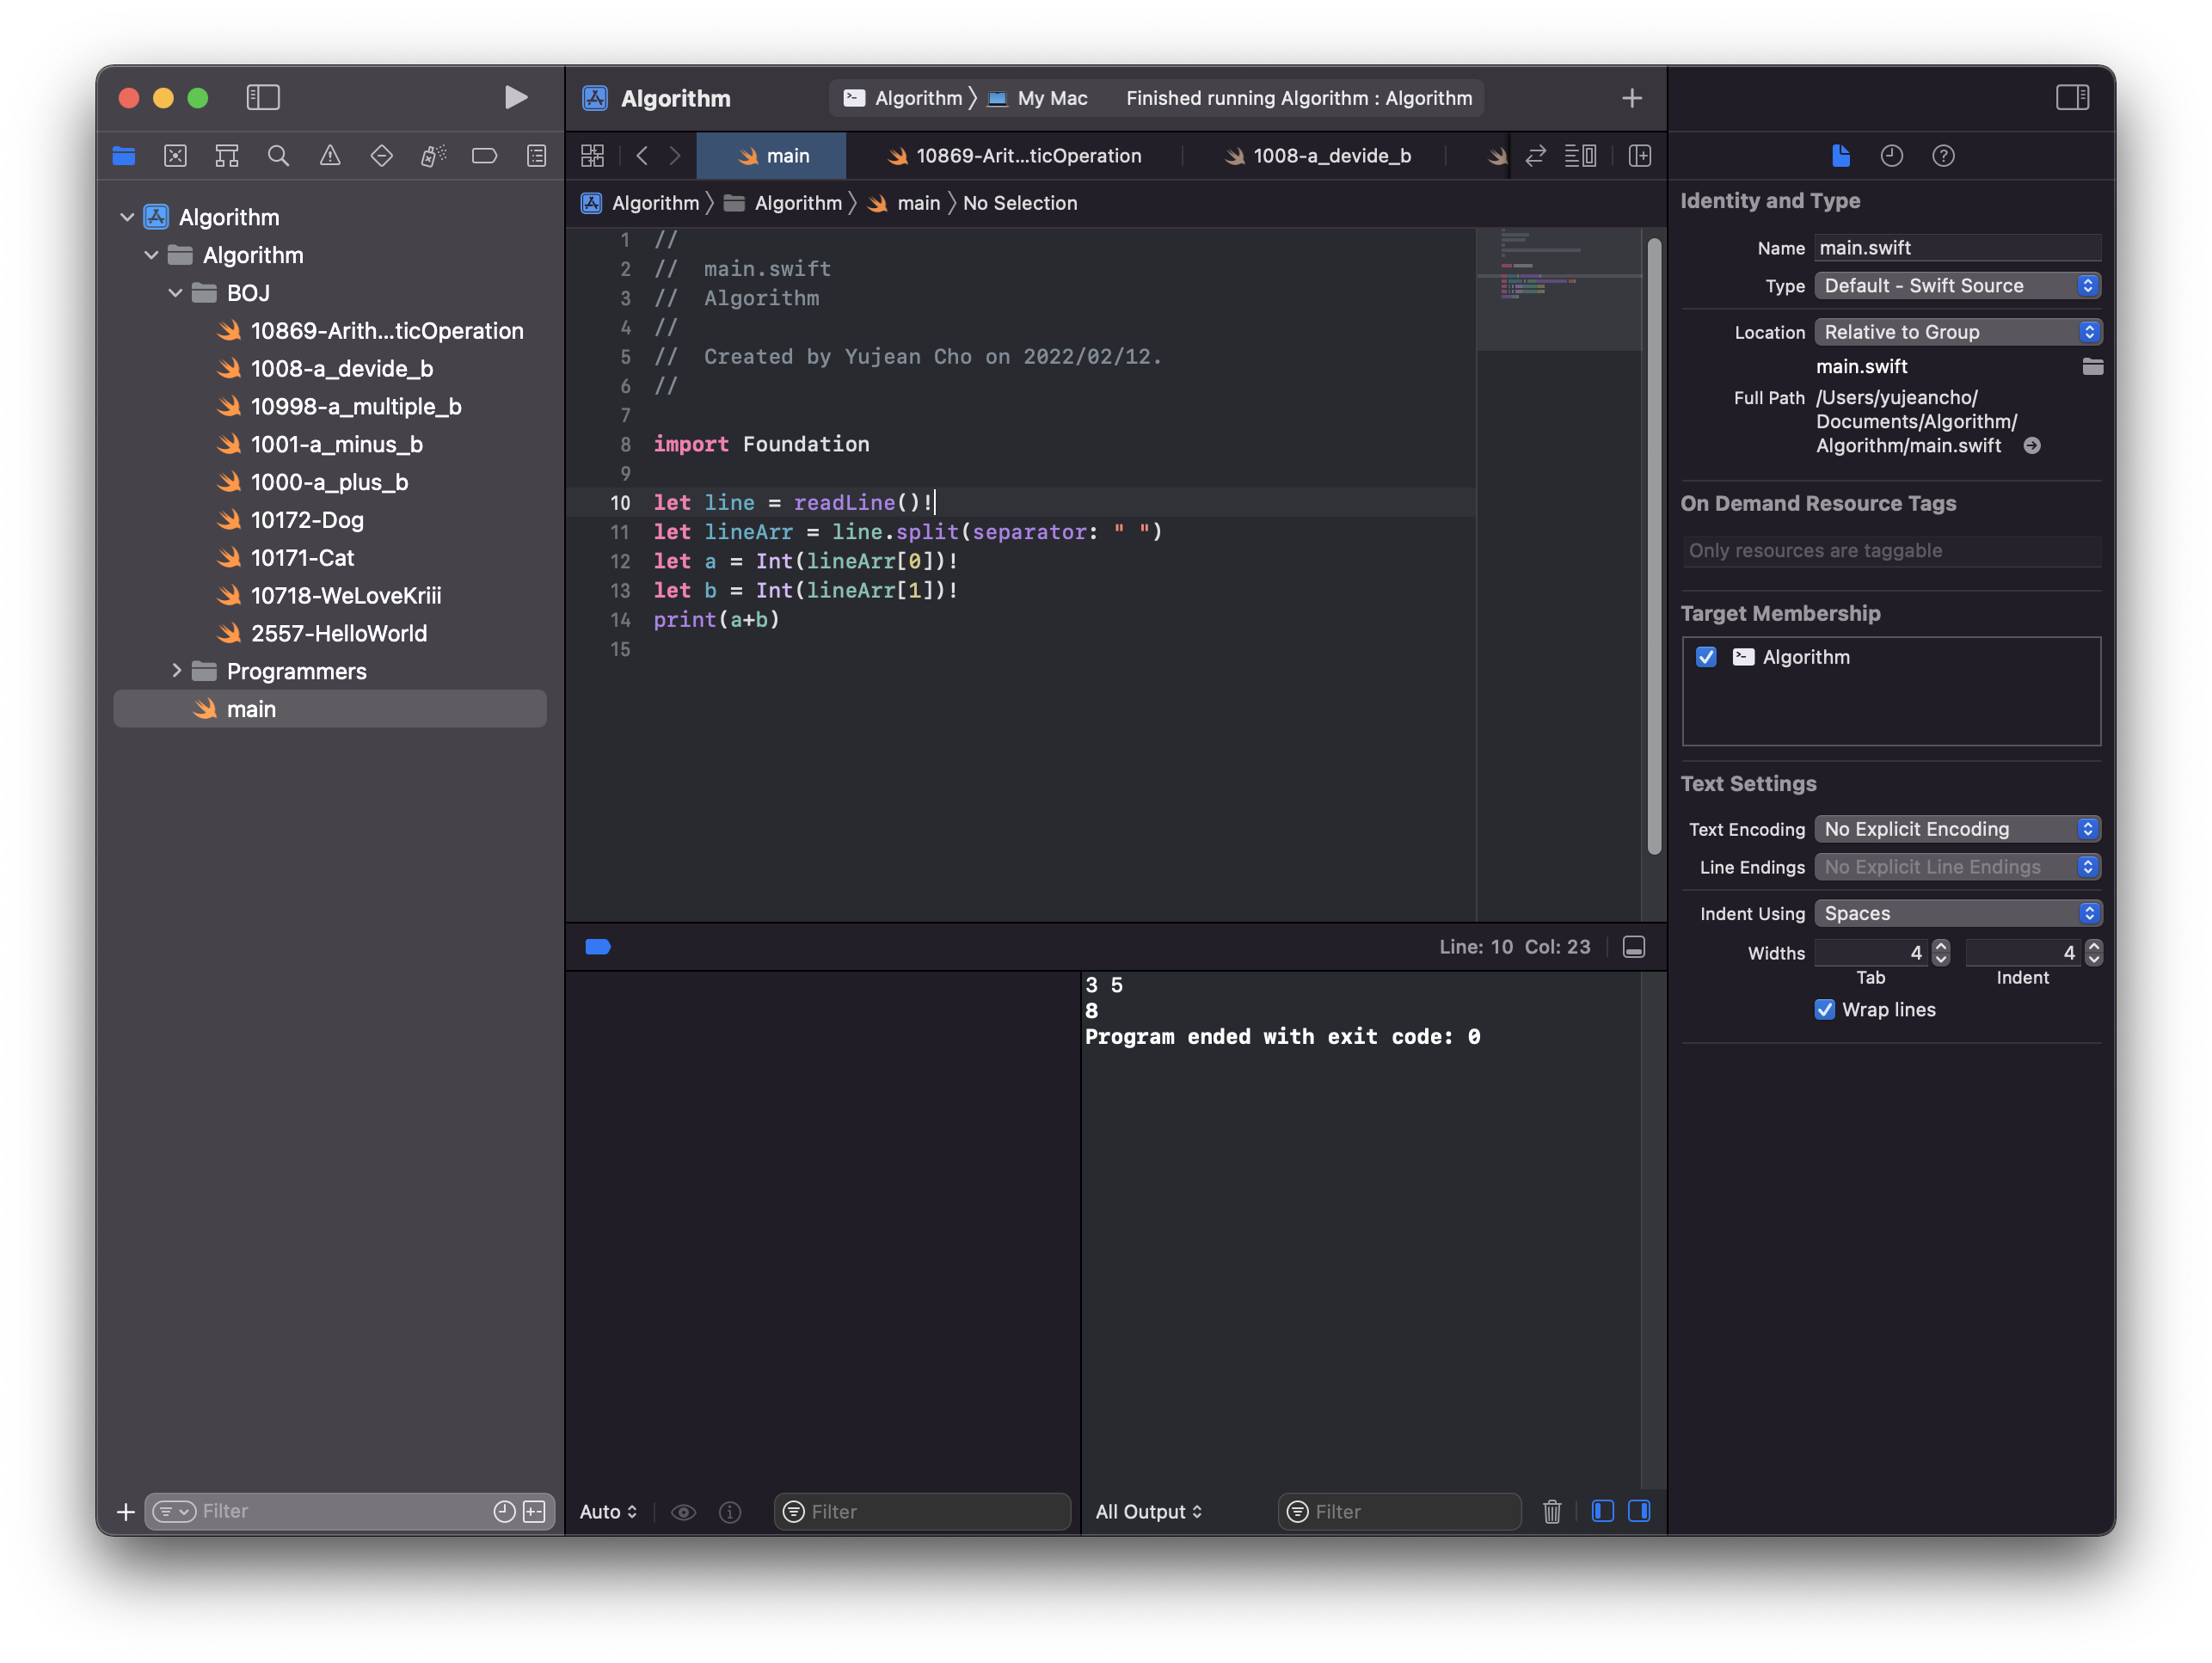 Algorithm
Algorithm
My Mac
Finished running Algorithm : Algorithm
main
10869-Arit...ticOperation
1008-a_devide_b
Algorithm
Algorithm
main
No Selection
Algorithm
Algorithm
BOJ
10869-Arith...ticOperation
1008-a_devide_b
10998-a_multiple_b
1001-a_minus_b
1000-a_plus_b
10172-Dog
10171-Cat
10718-WeLoveKriii
2557-HelloWorld
Programmers
main
Filter
1 //
2 //  main.swift
3 //  Algorithm
4 //
5 //  Created by Yujean Cho on 2022/02/12.
6 //
7
8 import Foundation
9
10 let line = readLine()!
11 let lineArr = line.split(separator: " ")
12 let a = Int(lineArr[0])!
13 let b = Int(lineArr[1])!
14 print(a+b)
15
Line: 10 Col: 23
3 5
8
Program ended with exit code: 0
Auto
Filter
All Output
Filter
Identity and Type
Name main.swift
Type Default - Swift Source
Location Relative to Group
main.swift
Full Path /Users/yujeancho/
Documents/Algorithm/
Algorithm/main.swift
On Demand Resource Tags
Only resources are taggable
Target Membership
Algorithm
Text Settings
Text Encoding No Explicit Encoding
Line Endings No Explicit Line Endings
Indent Using Spaces
Widths 4 4
Tab Indent
Wrap lines